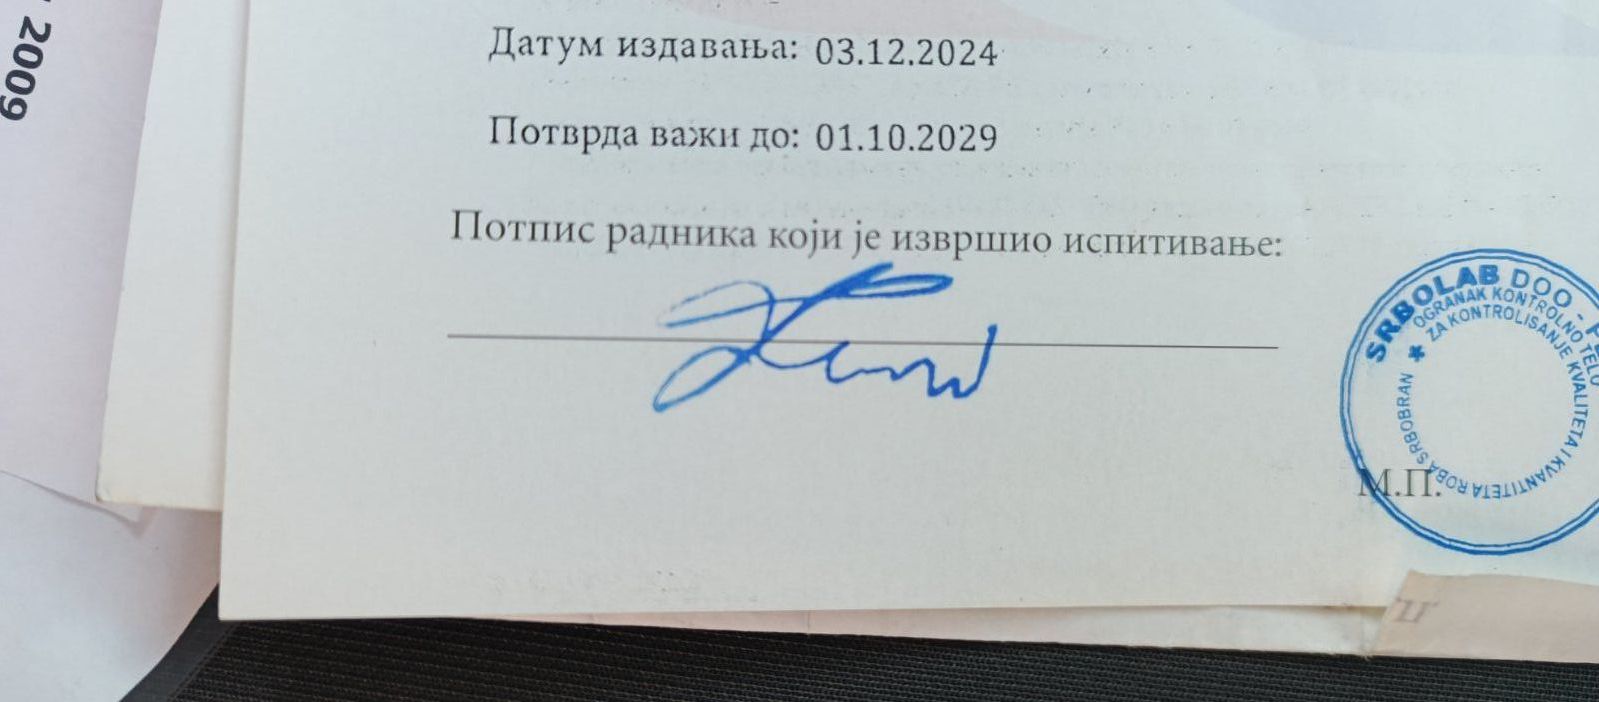 2009
Датум издавања: 03.12.2024
Потврда важи до: 01.10.2029
Потпис радника који је извршио испитивање:
SRBOLAB DOO -
OGRANAK KONTROLNO TELO
ZA KONTROLISANJE KVALITETA I KVANTITETA ROBA SRBOBRAN *
М.П.